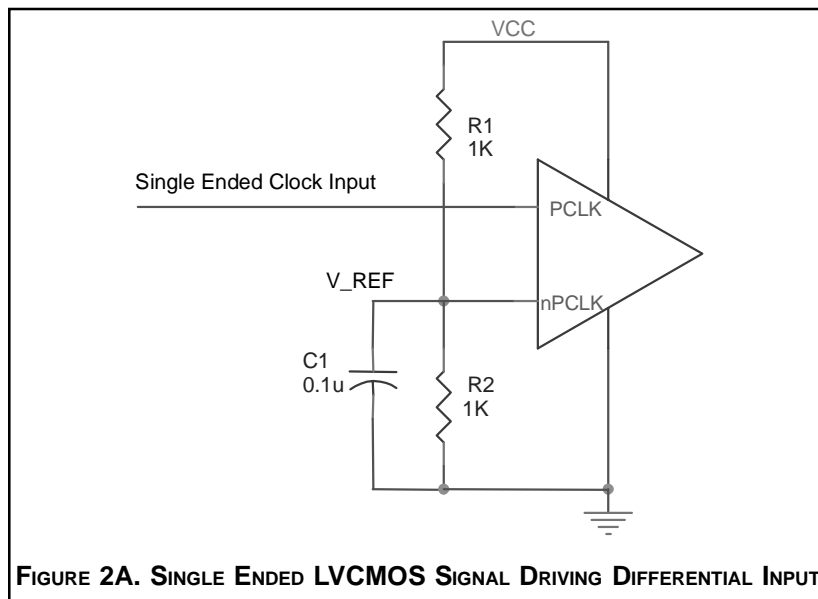 VCC
R1
1K
Single Ended Clock Input
PCLK
V_REF
nPCLK
C1
0.1u
R2
1K
FIGURE 2A. SINGLE ENDED LVCMOS SIGNAL DRIVING DIFFERENTIAL INPUT